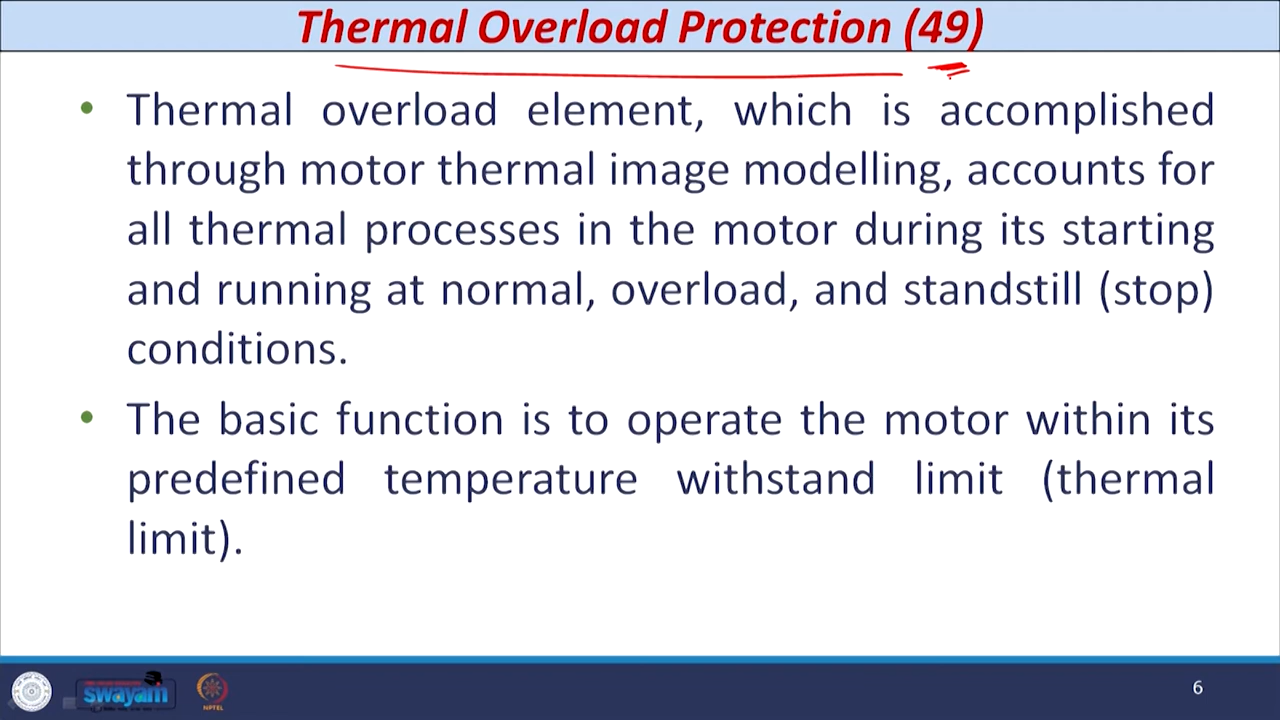 Thermal Overload Protection (49)
• Thermal overload element, which is accomplished
through motor thermal image modelling, accounts for
all thermal processes in the motor during its starting
and running at normal, overload, and standstill (stop)
conditions.
• The basic function is to operate the motor within its
predefined temperature withstand limit (thermal
limit).
swayam
NPTEL
6